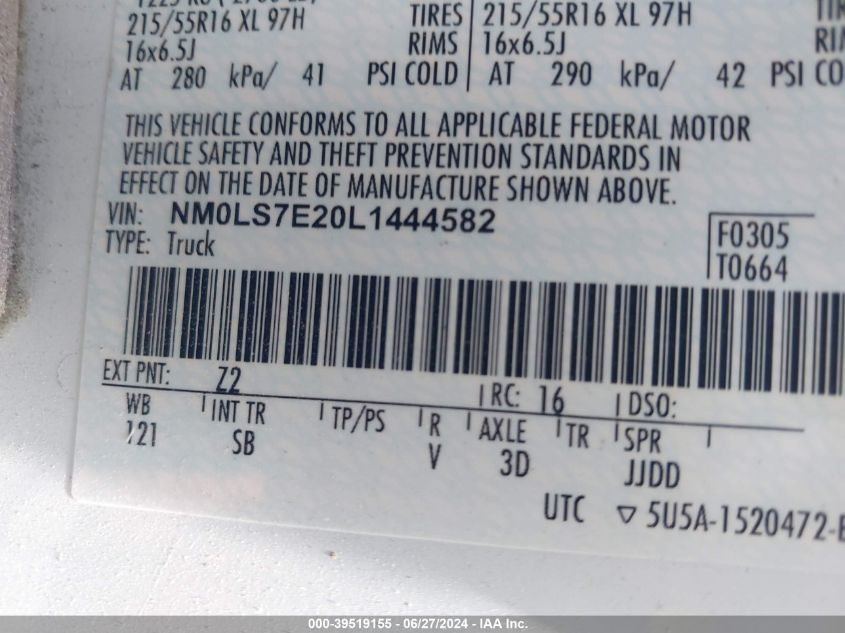 215/55R16 XL 97H TIRES 215/55R16 XL 97H
16x6.5J RIMS 16x6.5J
AT 280 kPa/ 41 PSI COLD AT 290 kPa/ 42 PSI CO
THIS VEHICLE CONFORMS TO ALL APPLICABLE FEDERAL MOTOR
VEHICLE SAFETY AND THEFT PREVENTION STANDARDS IN
EFFECT ON THE DATE OF MANUFACTURE SHOWN ABOVE.
VIN: NM0LS7E20L1444582
TYPE: Truck
F0305
T0664
EXT PNT: Z2 RC: 16 DSO:
WB INT TR TP/PS R AXLE TR SPR
121 SB V 3D JJDD
UTC ▽ 5U5A-1520472-
000-39519155 - 06/27/2024 - IAA Inc.